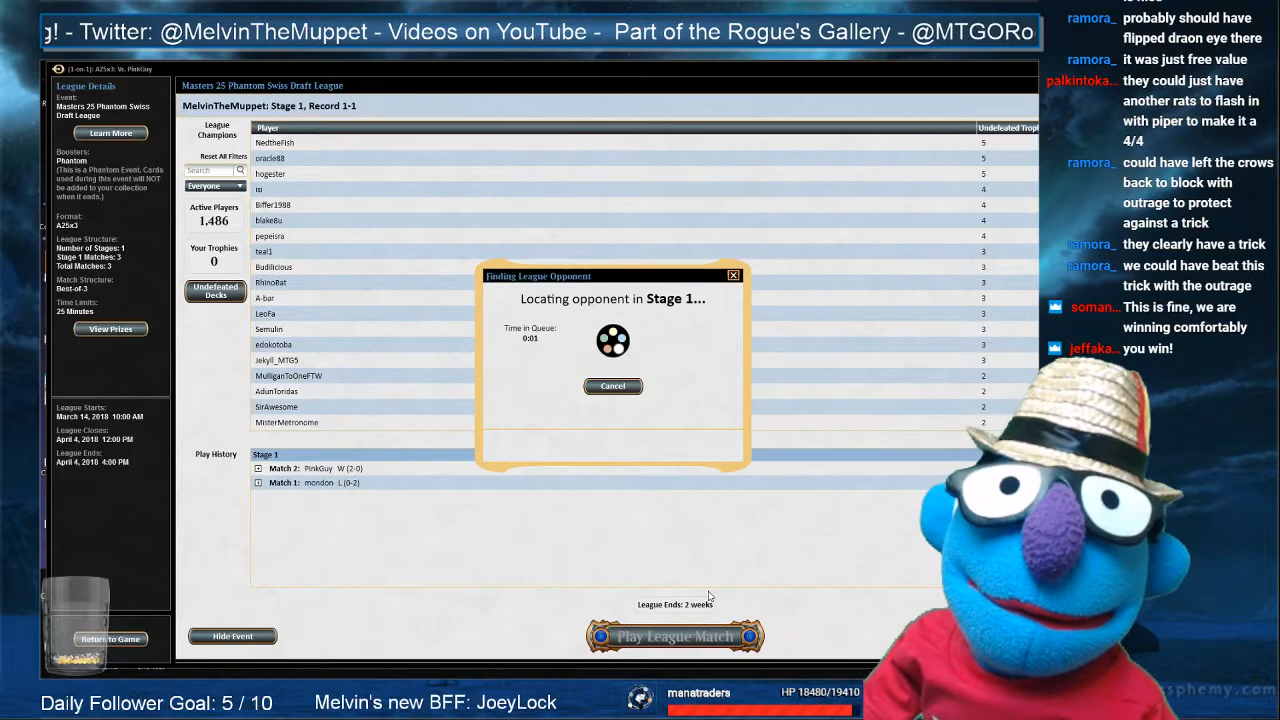 g! - Twitter: @MelvinTheMuppet - Videos on YouTube - Part of the Rogue's Gallery - @MTGORo
(1-on-1): A25x3: Vs. PinkGuy
League Details
Event:
Masters 25 Phantom Swiss
Draft League
Learn More
Boosters:
Phantom
(This is a Phantom Event. Cards
used during this event will NOT
be added to your collection
when it ends.)
Format:
A25x3
League Structure:
Number of Stages: 1
Stage 1 Matches: 3
Total Matches: 3
Match Structure:
Best-of-3
Time Limits:
25 Minutes
View Prizes
League Starts:
March 14, 2018 10:00 AM
League Closes:
April 4, 2018 12:00 PM
League Ends:
April 4, 2018 4:00 PM
Return to Game
Masters 25 Phantom Swiss Draft League
MelvinTheMuppet: Stage 1, Record 1-1
League
Champions
Reset All Filters
Search
Everyone
Active Players
1,486
Your Trophies
0
Undefeated
Decks
Player
Undefeated Troph
NedtheFish 5
oracle88 5
hogester 5
isi 4
Biffer1988 4
blake8u 4
pepeisra 4
teal1 3
Budilicious 3
RhinoBat 3
A-bar 3
LeoFa 3
Semulin 3
edokotoba 3
Jekyll_MTG5 3
MulliganToOneFTW 2
AdunToridas 2
SirAwesome 2
MisterMetronome 2
Finding League Opponent
Locating opponent in Stage 1...
Time in Queue:
0:01
Cancel
Play History
Stage 1
Match 2: PinkGuy W (2-0)
Match 1: mondon L (0-2)
League Ends: 2 weeks
Hide Event
Play League Match
ramora_ probably should have
flipped draon eye there
ramora_ it was just free value
palkintoka... they could just have
another rats to flash in
with piper to make it a
4/4
ramora_ could have left the crows
back to block with
outrage to protect
against a trick
ramora_ they clearly have a trick
ramora_ we could have beat this
trick with the outrage
soman... This is fine, we are
winning comfortably
jeffaka... you win!
Daily Follower Goal: 5 / 10
Melvin's new BFF: JoeyLock
manatraders
HP 18480/19410